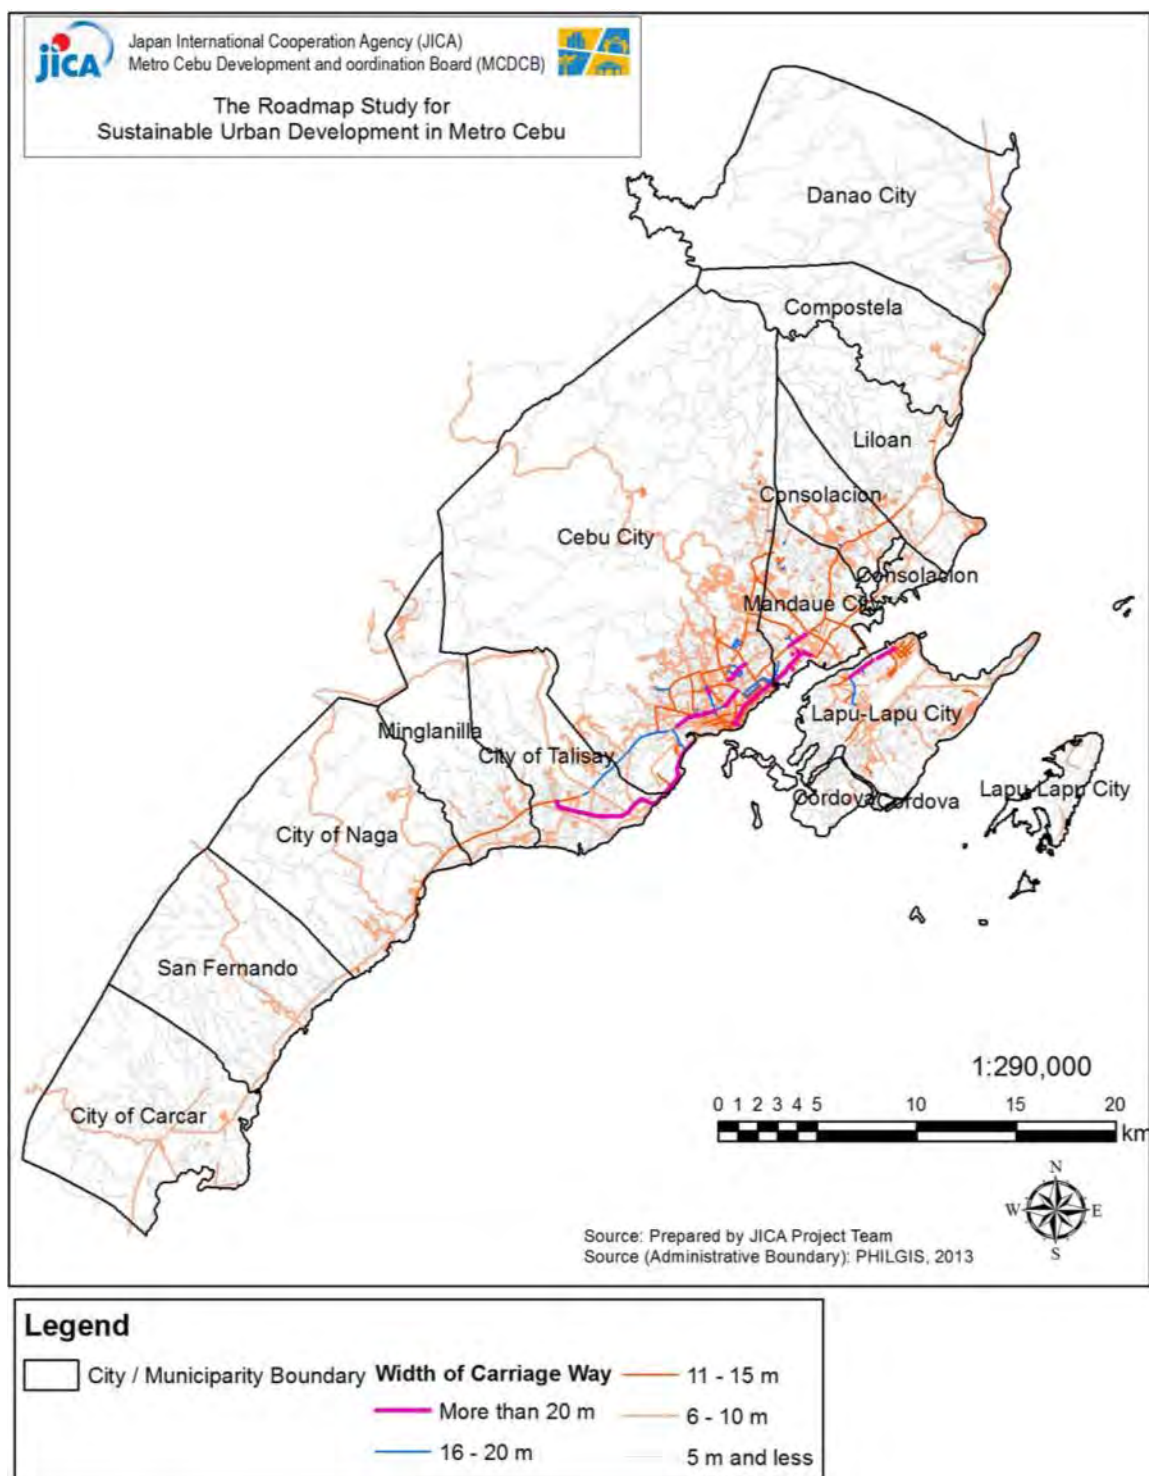 JICA
Japan International Cooperation Agency (JICA)
Metro Cebu Development and oordination Board (MCDCB)
The Roadmap Study for
Sustainable Urban Development in Metro Cebu
Danao City
Compostela
Liloan
Consolacion
Cebu City
Consolacion
Mandaue City
Lapu-Lapu City
Minglanilla
City of Talisay
Lapu-Lapu City
Cordova
Cordova
City of Naga
San Fernando
City of Carcar
1:290,000
0 1 2 3 4 5 10 15 20
km
N
W E
S
Source: Prepared by JICA Project Team
Source (Administrative Boundary): PHILGIS, 2013
Legend
City / Municiparity Boundary
Width of Carriage Way
More than 20 m
16 - 20 m
11 - 15 m
6 - 10 m
5 m and less